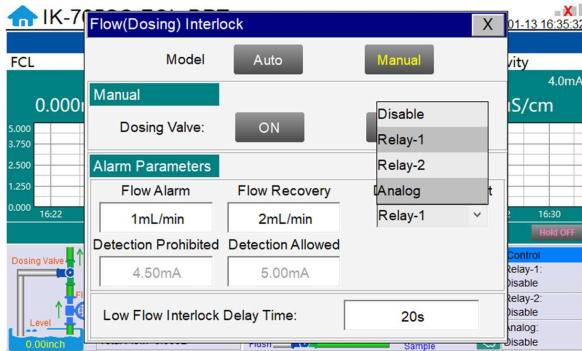 IK-7
01-13 16:35:32
Flow(Dosing) Interlock X
FCL
vity
Model Auto Manual
4.0mA
0.000
uS/cm
Manual
Dosing Valve: ON
Disable
Relay-1
Relay-2
Analog
5.000
3.750
2.500
1.250
0.000
16:22
16:30
Alarm Parameters
Flow Alarm Flow Recovery
1mL/min 2mL/min Relay-1
Detection Prohibited Detection Allowed
4.50mA 5.00mA
Hold OFF
Dosing Valve
Control
Relay-1:
Disable
Relay-2:
Disable
Analog:
Disable
Low Flow Interlock Delay Time: 20s
Level
0.00inch
Flush
Sample